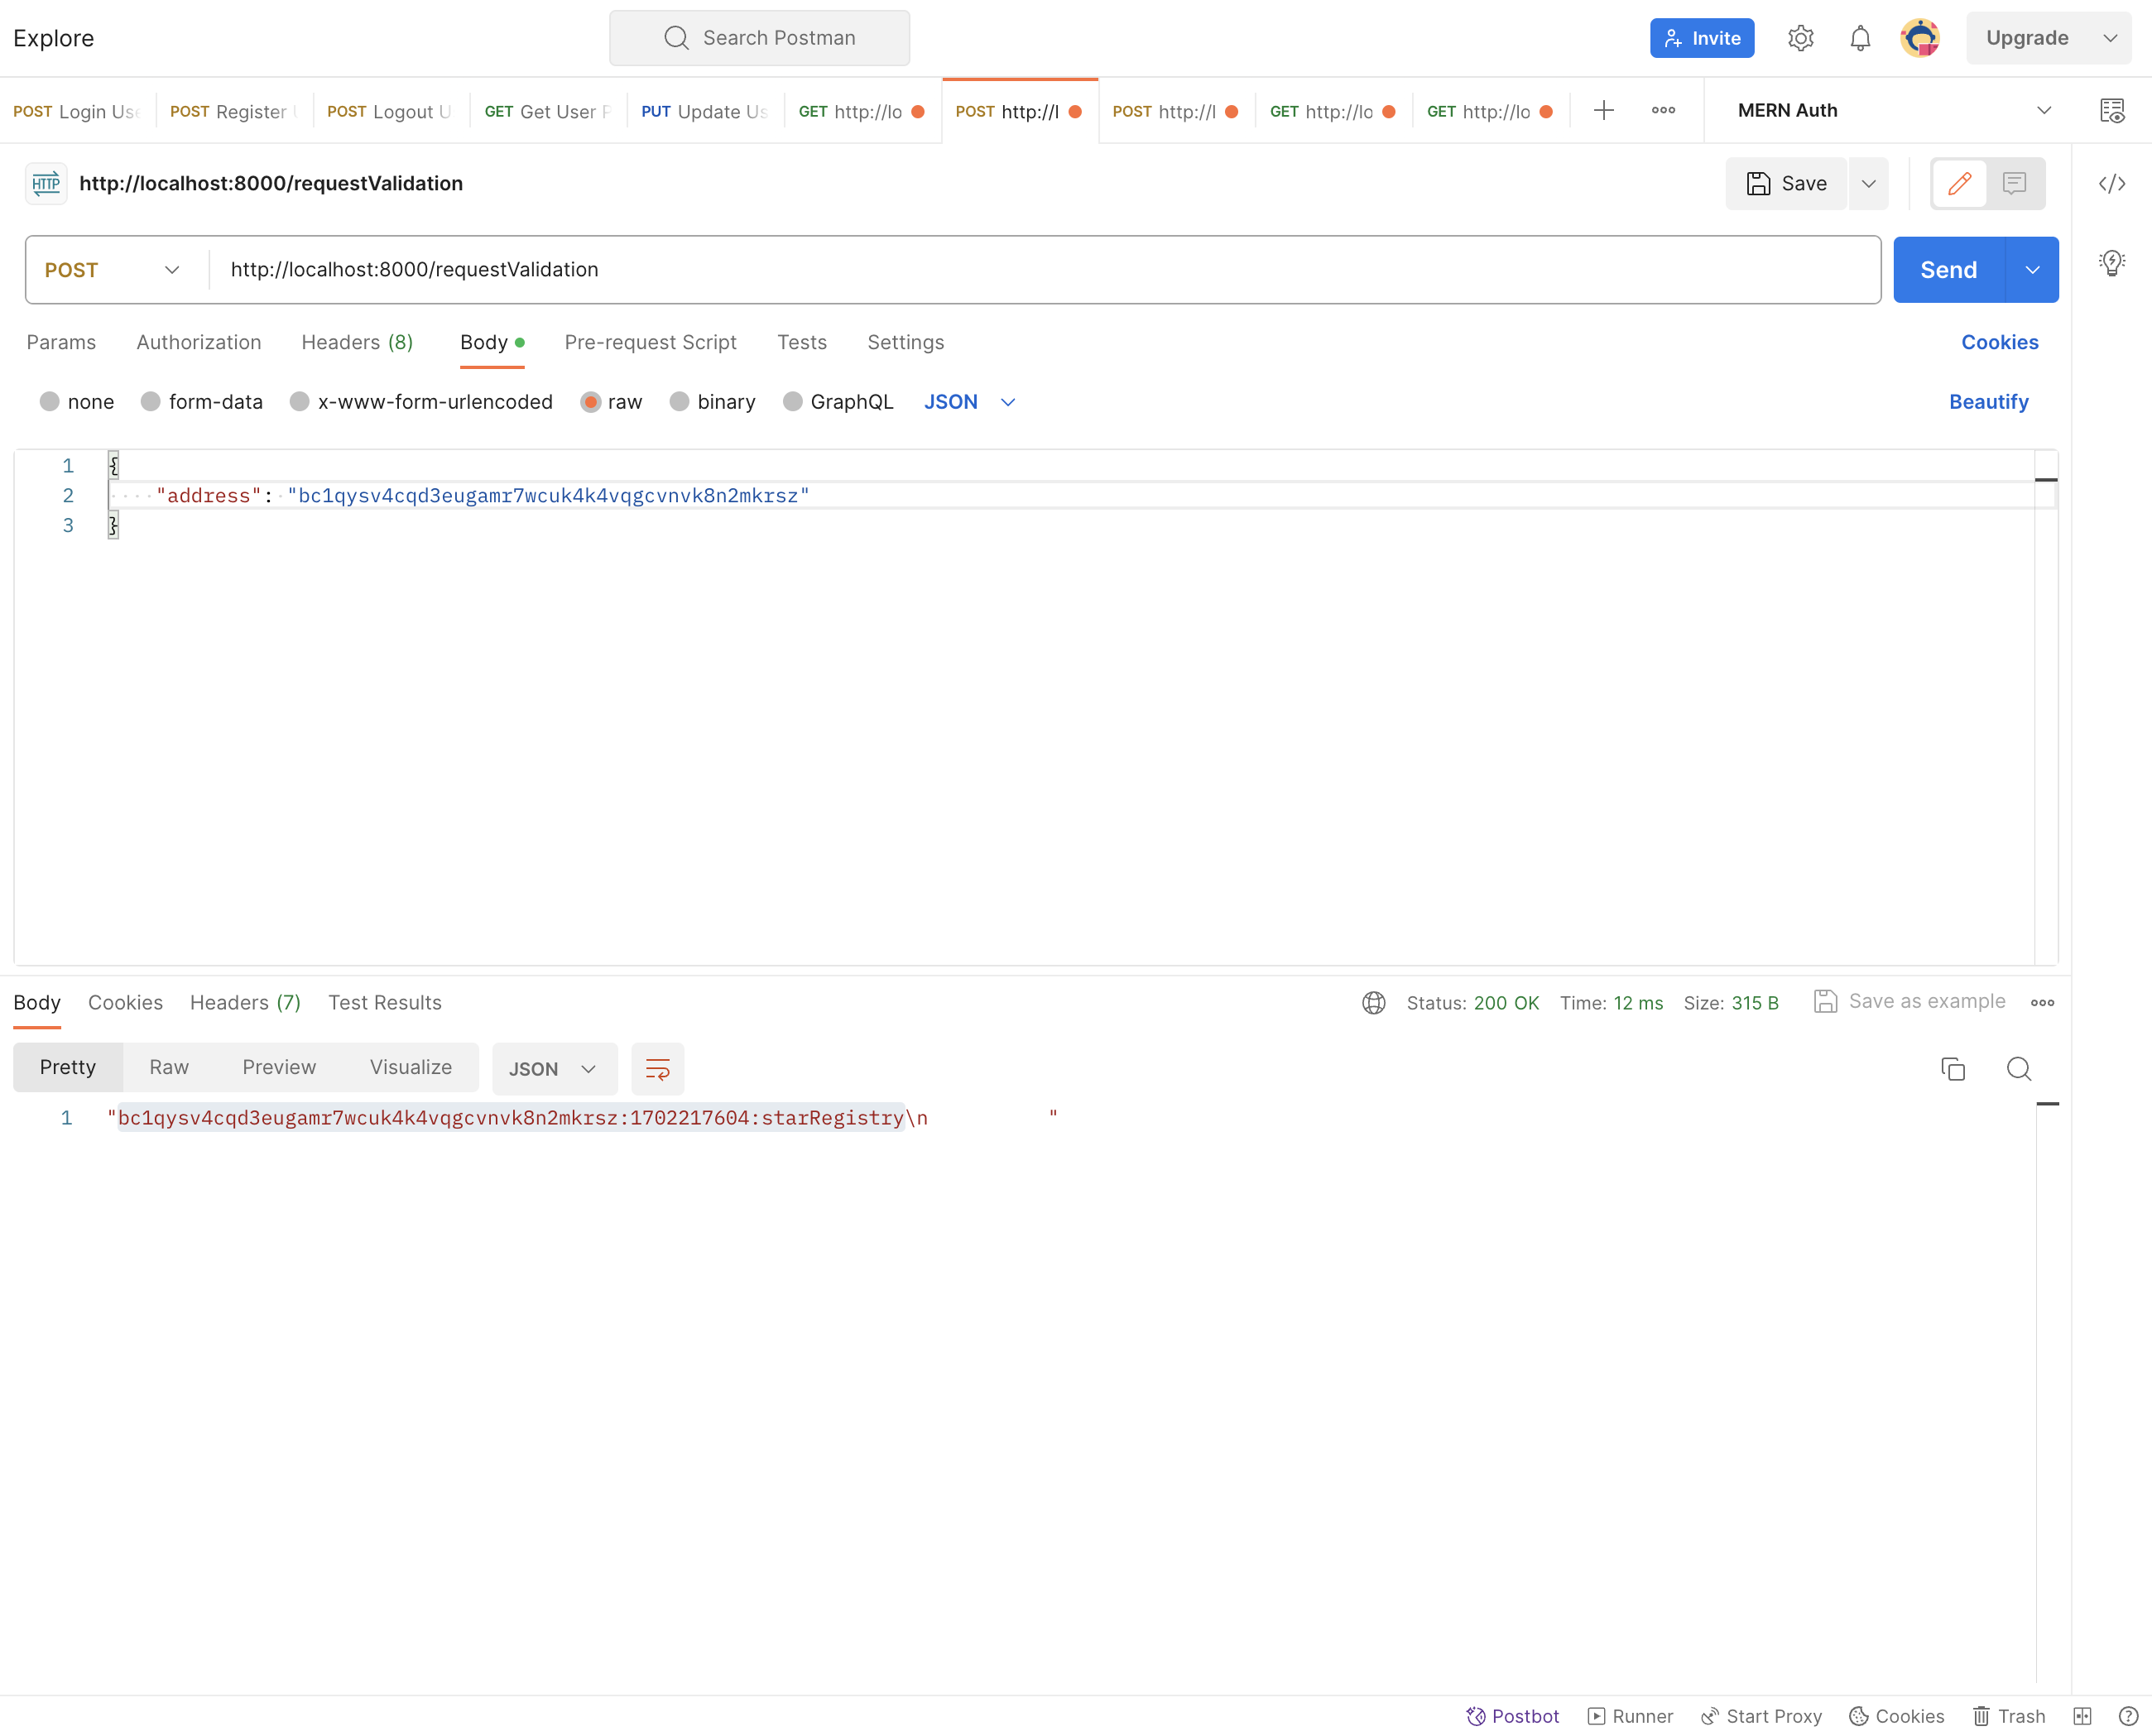 Explore
Search Postman
Invite
Upgrade
POST Login Use
POST Register
POST Logout U
GET Get User
PUT Update Us
GET http://lo
POST http://l
POST http://l
GET http://lo
GET http://lo
MERN Auth
HTTP http://localhost:8000/requestValidation
Save
POST http://localhost:8000/requestValidation
Send
Params Authorization Headers (8) Body Pre-request Script Tests Settings Cookies
none form-data x-www-form-urlencoded raw binary GraphQL JSON Beautify
1 {
2 "address": "bc1qysv4cqd3eugamr7wcuk4k4vqgcvnvk8n2mkrsz"
3 }
Body Cookies Headers (7) Test Results
Status: 200 OK Time: 12 ms Size: 315 B Save as example
Pretty Raw Preview Visualize JSON
1 "bc1qysv4cqd3eugamr7wcuk4k4vqgcvnvk8n2mkrsz:1702217604:starRegistry\n "
Postbot Runner Start Proxy Cookies Trash